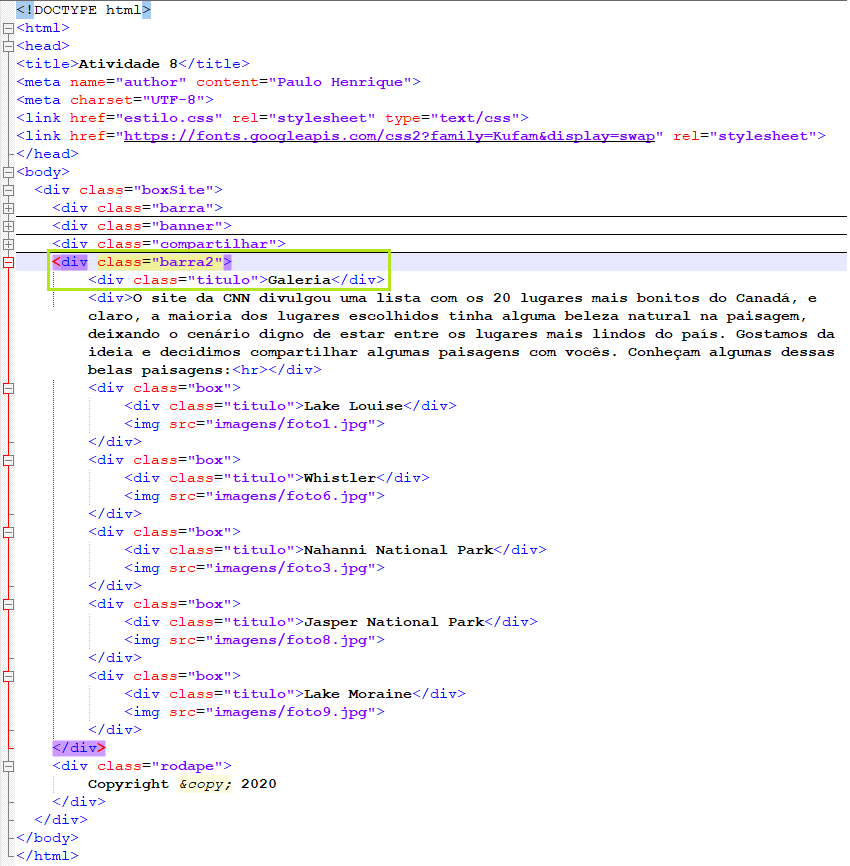 <!DOCTYPE html>
<html>
<head>
<title>Atividade 8</title>
<meta name="author" content="Paulo Henrique">
<meta charset="UTF-8">
<link href="estilo.css" rel="stylesheet" type="text/css">
<link href="https://fonts.googleapis.com/css2?family=Kufam&display=swap" rel="stylesheet">
</head>
<body>
<div class="boxSite">
<div class="barra">
<div class="banner">
<div class="compartilhar">
<div class="barra2">
<div class="titulo">Galeria</div>
<div>O site da CNN divulgou uma lista com os 20 lugares mais bonitos do Canadá, e
claro, a maioria dos lugares escolhidos tinha alguma beleza natural na paisagem,
deixando o cenário digno de estar entre os lugares mais lindos do país. Gostamos da
ideia e decidimos compartilhar algumas paisagens com vocês. Conheçam algumas dessas
belas paisagens:<hr></div>
<div class="box">
<div class="titulo">Lake Louise</div>
<img src="imagens/foto1.jpg">
</div>
<div class="box">
<div class="titulo">Whistler</div>
<img src="imagens/foto6.jpg">
</div>
<div class="box">
<div class="titulo">Nahanni National Park</div>
<img src="imagens/foto3.jpg">
</div>
<div class="box">
<div class="titulo">Jasper National Park</div>
<img src="imagens/foto8.jpg">
</div>
<div class="box">
<div class="titulo">Lake Moraine</div>
<img src="imagens/foto9.jpg">
</div>
</div>
<div class="rodape">
Copyright &copy; 2020
</div>
</div>
</body>
</html>